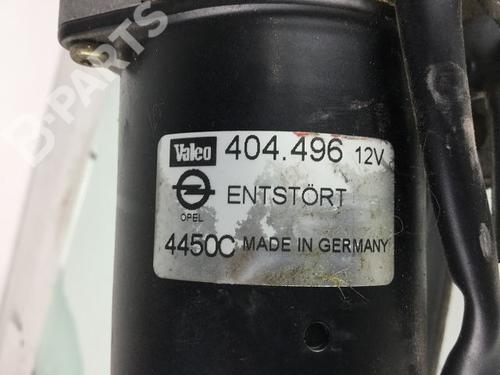 B-PARTS
Valeo 404.496 12V
OPEL ENTSTÖRT
4450C MADE IN GERMANY